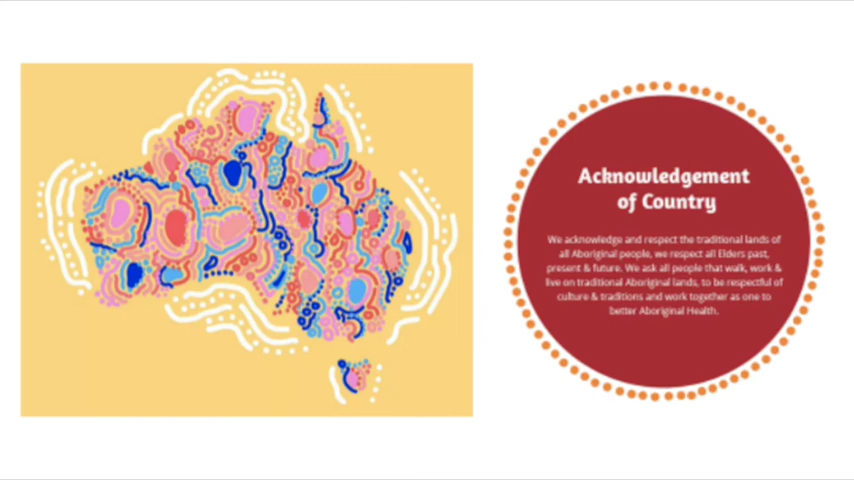 Acknowledgement
of Country
We acknowledge and respect the traditional lands of
all Aboriginal people, we respect all Elders past,
present & future. We ask all people that walk, work &
live on traditional Aboriginal lands, to be respectful of
culture & traditions and work together as one to
better Aboriginal Health.